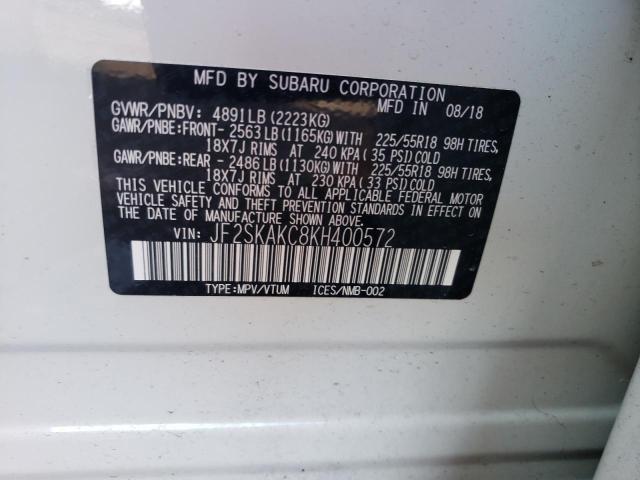 MFD BY SUBARU CORPORATION
MFD IN 08/18
GVWR/PNBV: 4891LB (2223KG)
GAWR/PNBE:FRONT- 2563LB(1165KG)WITH 225/55R18 98H TIRES,
18X7J RIMS AT 240 KPA( 35 PSI)COLD
GAWR/PNBE:REAR - 2486LB(1130KG)WITH 225/55R18 98H TIRES,
18X7J RIMS AT 230 KPA( 33 PSI)COLD
THIS VEHICLE CONFORMS TO ALL APPLICABLE FEDERAL MOTOR
VEHICLE SAFETY AND THEFT PREVENTION STANDARDS IN EFFECT
ON THE DATE OF MANUFACTURE SHOWN ABOVE.
VIN: JF2SKAKC8KH400572
TYPE:MPV/VTUM ICES/NMB-002